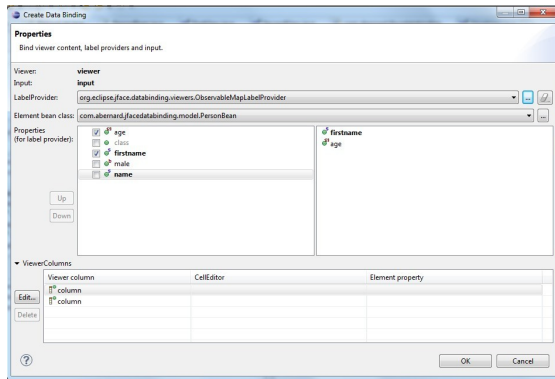 Create Data Binding
Properties
Bind viewer content, label providers and input.
Viewer: viewer
Input: input
LabelProvider: org.eclipse.jface.databinding.viewers.ObservableMapLabelProvider ...
Element bean class: com.abernard.jfacedatabinding.model.PersonBean ...
Properties
(for label provider):
age
class
firstname
male
name
firstname
age
Up
Down
ViewerColumns
Viewer column CellEditor Element property
column
column
Edit...
Delete
?
OK Cancel